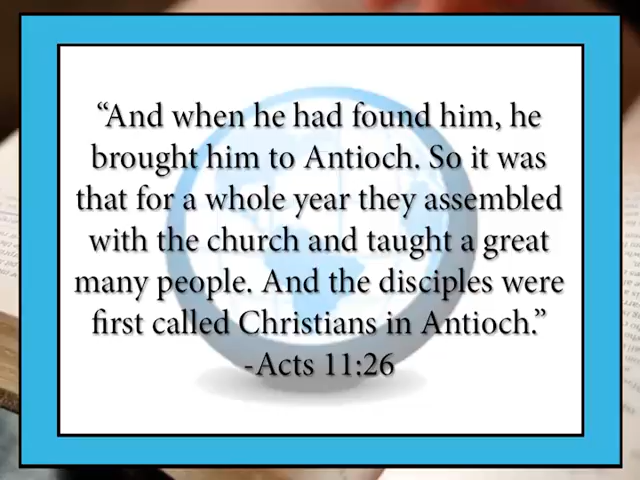 “And when he had found him, he
brought him to Antioch. So it was
that for a whole year they assembled
with the church and taught a great
many people. And the disciples were
first called Christians in Antioch.”
-Acts 11:26